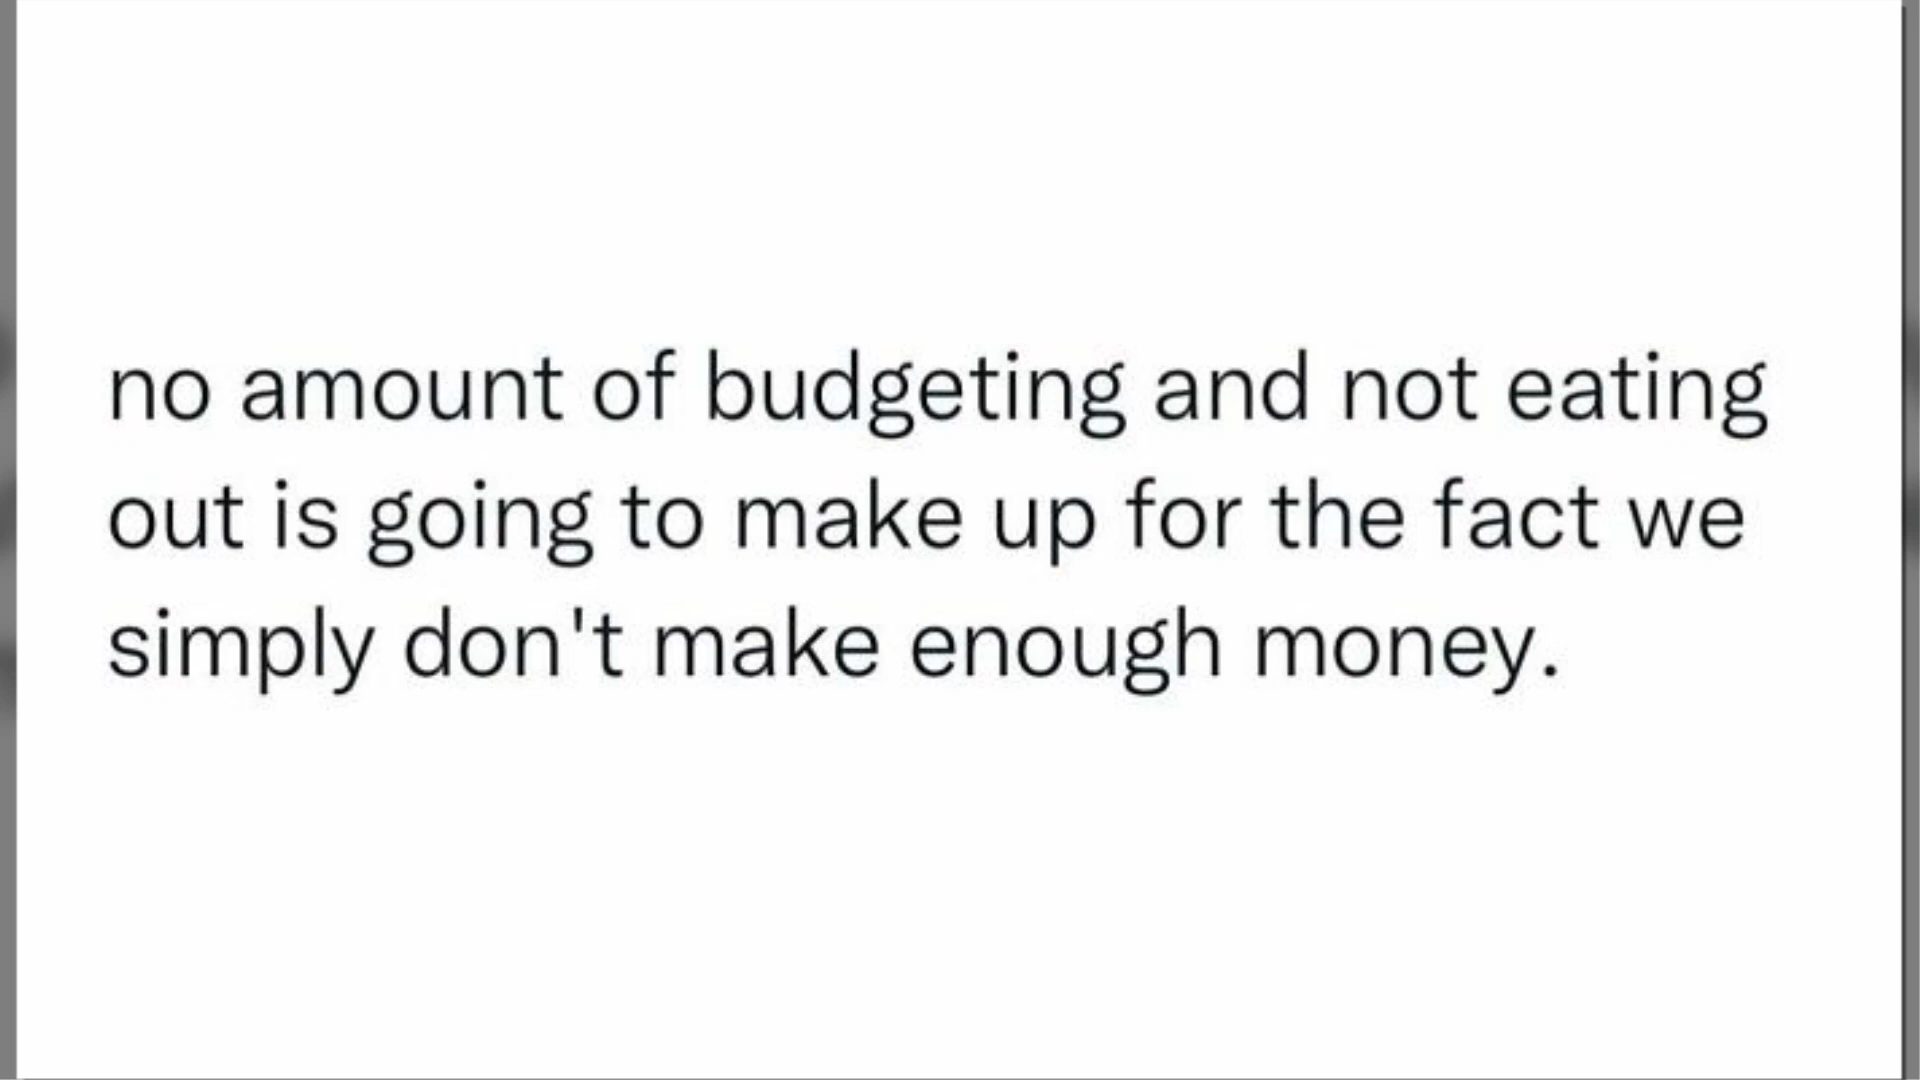 no amount of budgeting and not eating
out is going to make up for the fact we
simply don't make enough money.